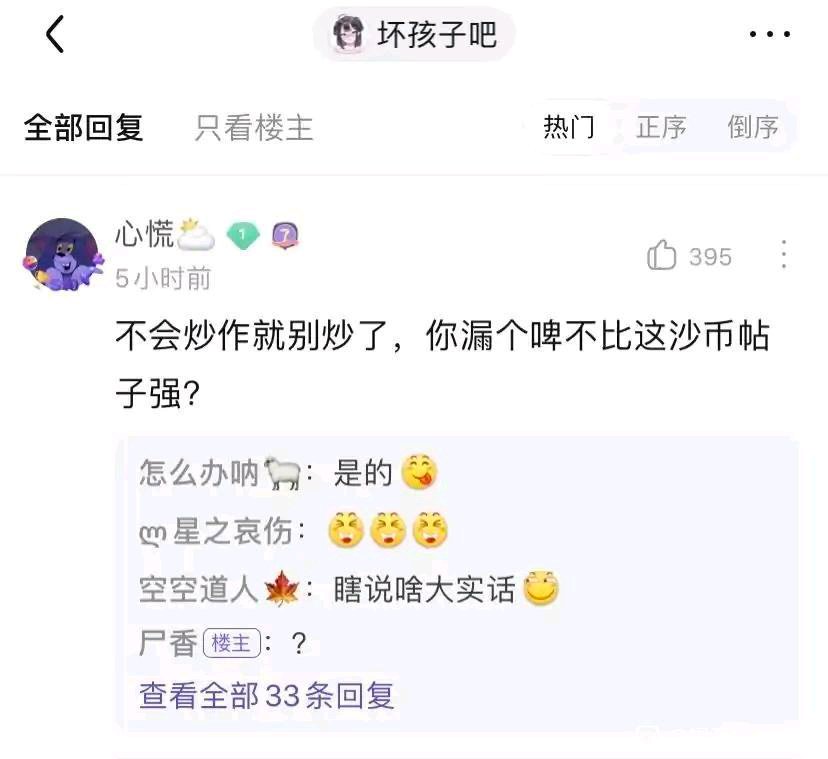 坏孩子吧
全部回复 只看楼主 热门 正序 倒序
心慌 1 7
5小时前 395
不会炒作就别炒了，你漏个啤不比这沙币帖
子强？
怎么办呐：是的
ლ星之哀伤：
空空道人：瞎说啥大实话
尸香 楼主：？
查看全部33条回复